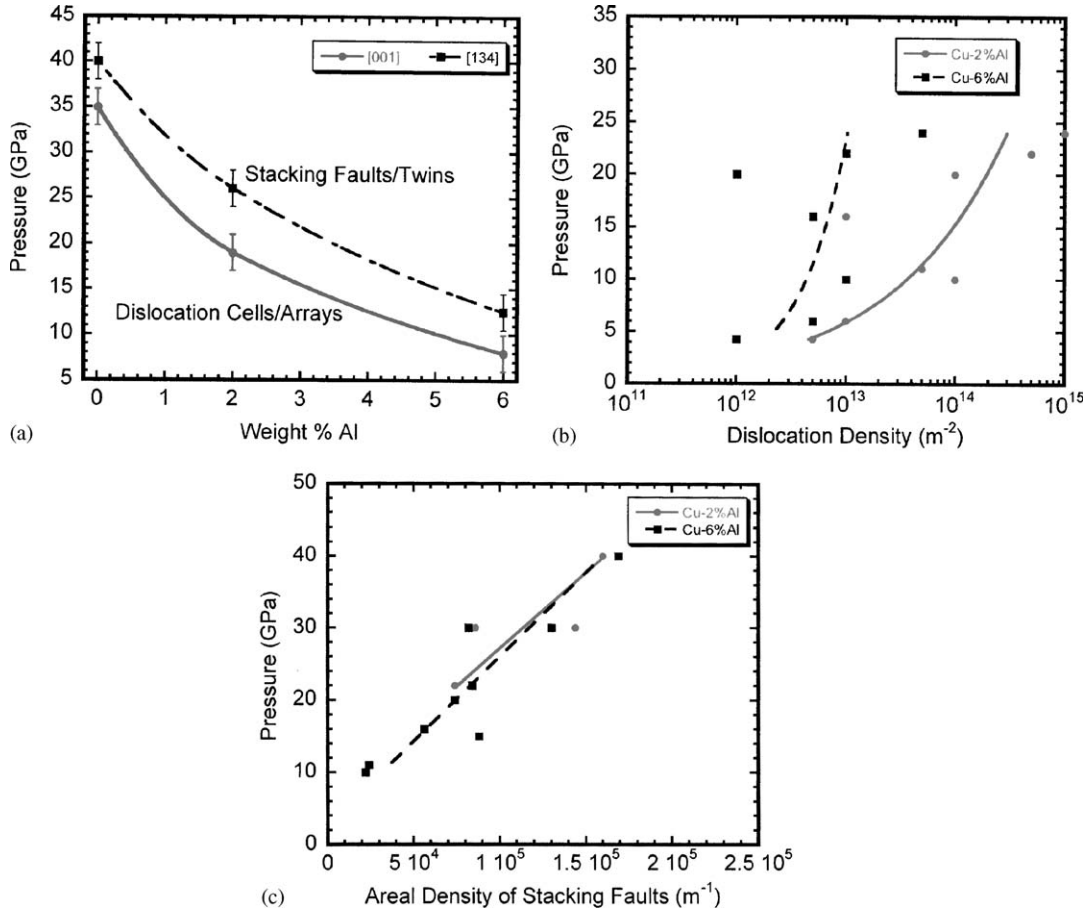 [001] [134]
45
40
35
30
25
20
15
10
5
Pressure (GPa)
Stacking Faults/Twins
Dislocation Cells/Arrays
0 1 2 3 4 5 6
Weight % Al
(a)
Cu-2%Al
Cu-6%Al
35
30
25
20
15
10
5
0
Pressure (GPa)
10^11 10^12 10^13 10^14 10^15
Dislocation Density (m^-2)
(b)
Cu-2%Al
Cu-6%Al
50
40
30
20
10
0
Pressure (GPa)
0 5 10^4 1 10^5 1.5 10^5 2 10^5 2.5 10^5
Areal Density of Stacking Faults (m^-1)
(c)